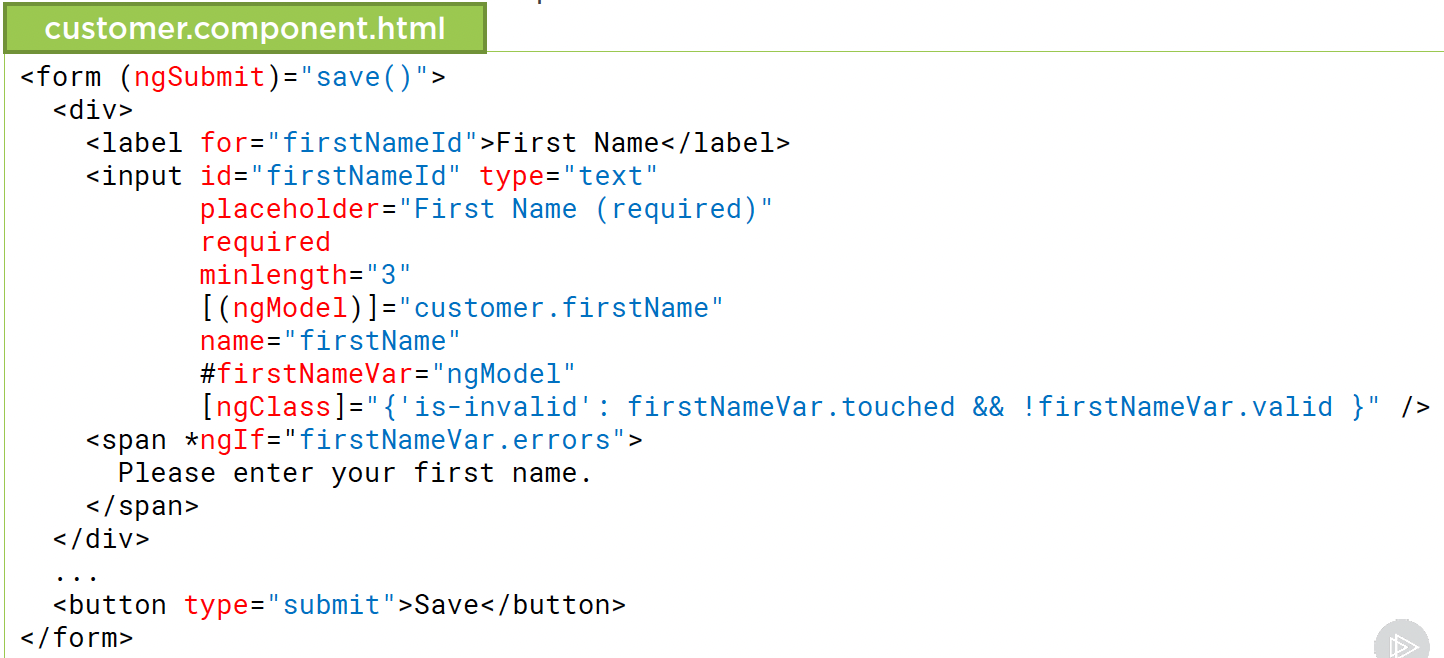 customer.component.html
<form (ngSubmit)="save()">
  <div>
    <label for="firstNameId">First Name</label>
    <input id="firstNameId" type="text"
           placeholder="First Name (required)"
           required
           minlength="3"
           [(ngModel)]="customer.firstName"
           name="firstName"
           #firstNameVar="ngModel"
           [ngClass]="{'is-invalid': firstNameVar.touched && !firstNameVar.valid }" />
    <span *ngIf="firstNameVar.errors">
      Please enter your first name.
    </span>
  </div>
  ...
  <button type="submit">Save</button>
</form>